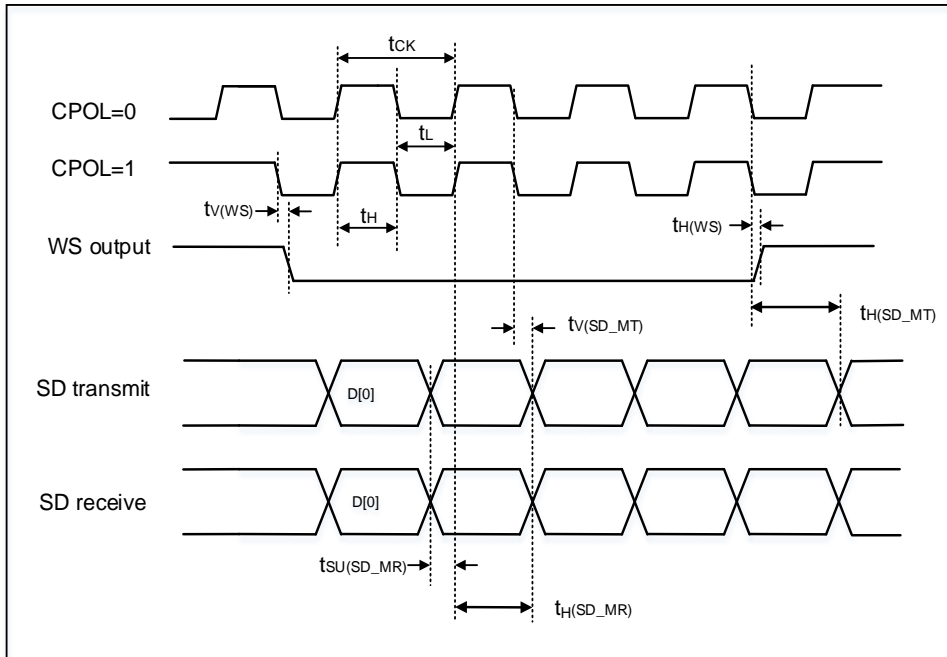 tCK
CPOL=0
tL
CPOL=1
tV(WS)
tH
tH(WS)
WS output
tH(SD_MT)
tV(SD_MT)
SD transmit
D[0]
SD receive
D[0]
tSU(SD_MR)
tH(SD_MR)